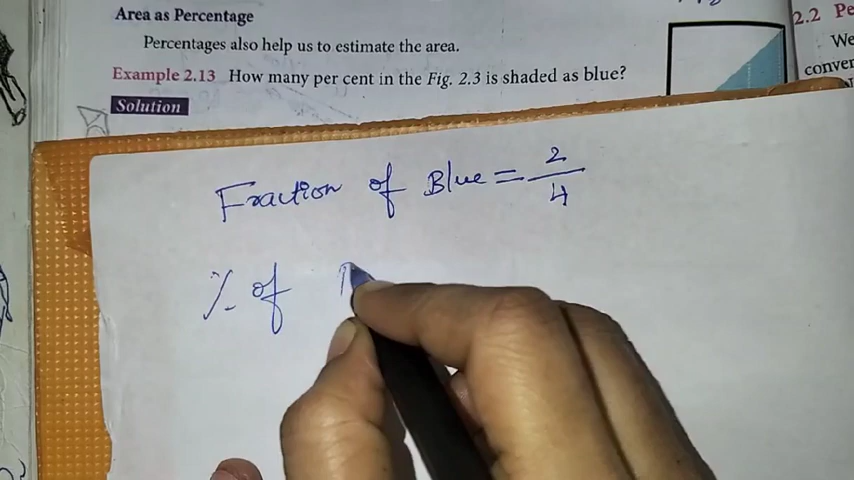 Area as Percentage
Percentages also help us to estimate the area.
Example 2.13 How many per cent in the Fig. 2.3 is shaded as blue?
Solution
2.2 Pe
We
conver
Fraction of Blue = 2/4
% of